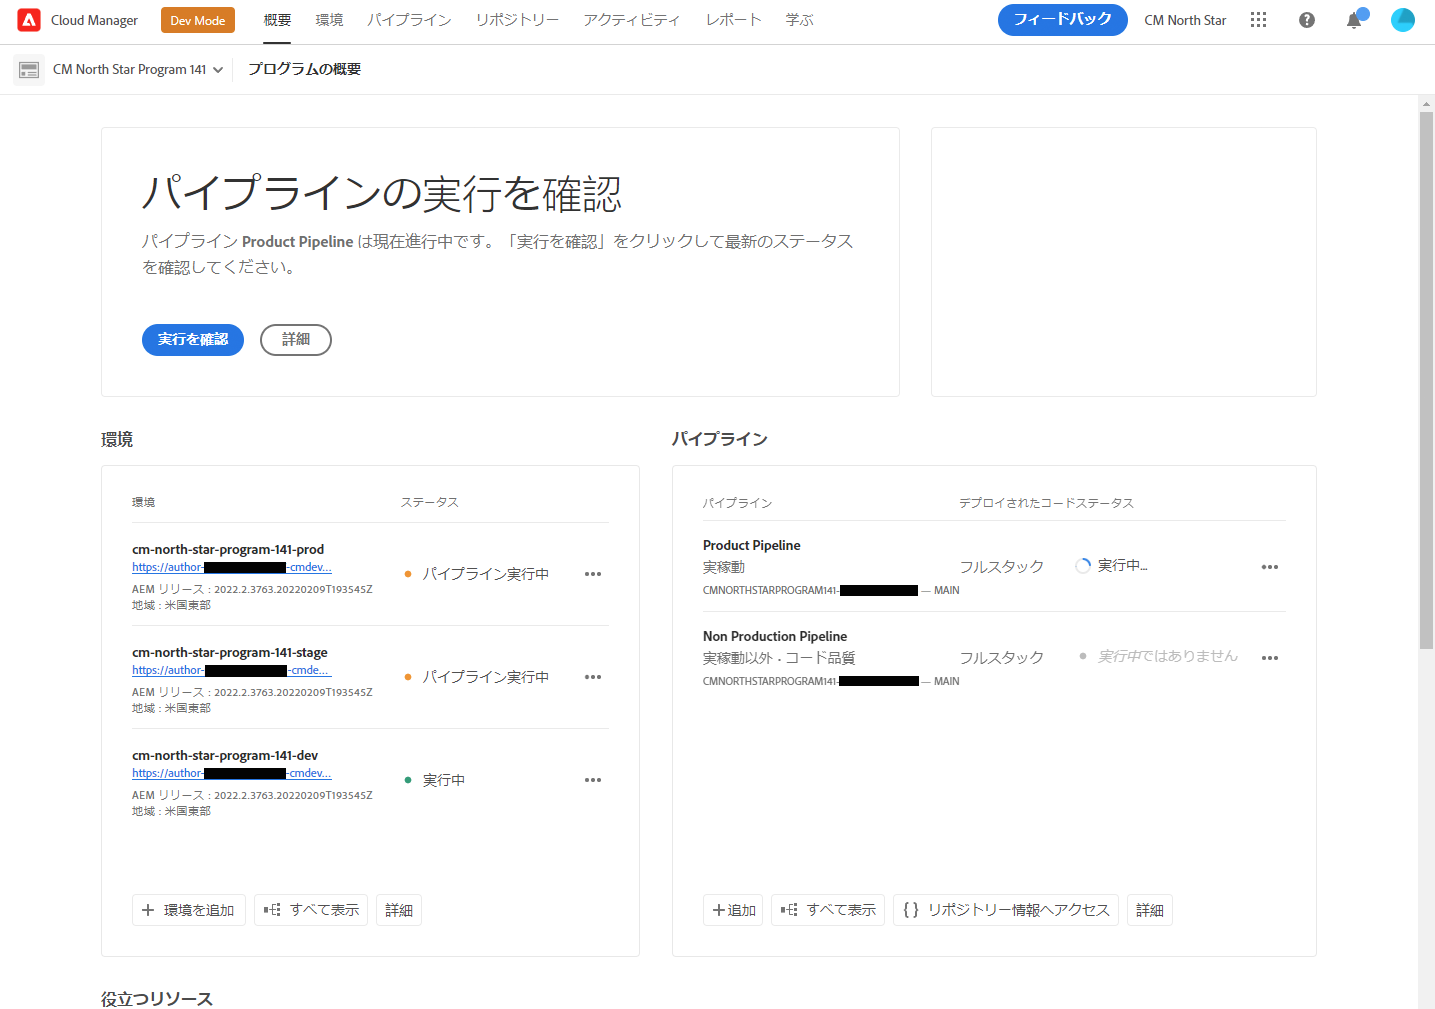 Cloud Manager Dev Mode 概要 環境 パイプライン リポジトリー アクティビティ レポート 学ぶ フィードバック CM North Star
CM North Star Program 141 プログラムの概要
パイプラインの実行を確認
パイプライン Product Pipeline は現在進行中です。「実行を確認」をクリックして最新のステータス
を確認してください。
実行を確認 詳細
環境
環境 ステータス
cm-north-star-program-141-prod
https://author- -cmdev...
パイプライン実行中
AEM リリース : 2022.2.3763.20220209T193545Z
地域 : 米国東部
cm-north-star-program-141-stage
https://author- -cmde...
パイプライン実行中
AEM リリース : 2022.2.3763.20220209T193545Z
地域 : 米国東部
cm-north-star-program-141-dev
https://author- -cmdev...
実行中
AEM リリース : 2022.2.3763.20220209T193545Z
地域 : 米国東部
環境を追加 すべて表示 詳細
パイプライン
パイプライン デプロイされたコードステータス
Product Pipeline
実稼動 フルスタック 実行中...
CMNORTHSTARPROGRAM141- — MAIN
Non Production Pipeline
実稼動以外 · コード品質 フルスタック 実行中ではありません
CMNORTHSTARPROGRAM141- — MAIN
+追加 すべて表示 {} リポジトリー情報へアクセス 詳細
役立つリソース